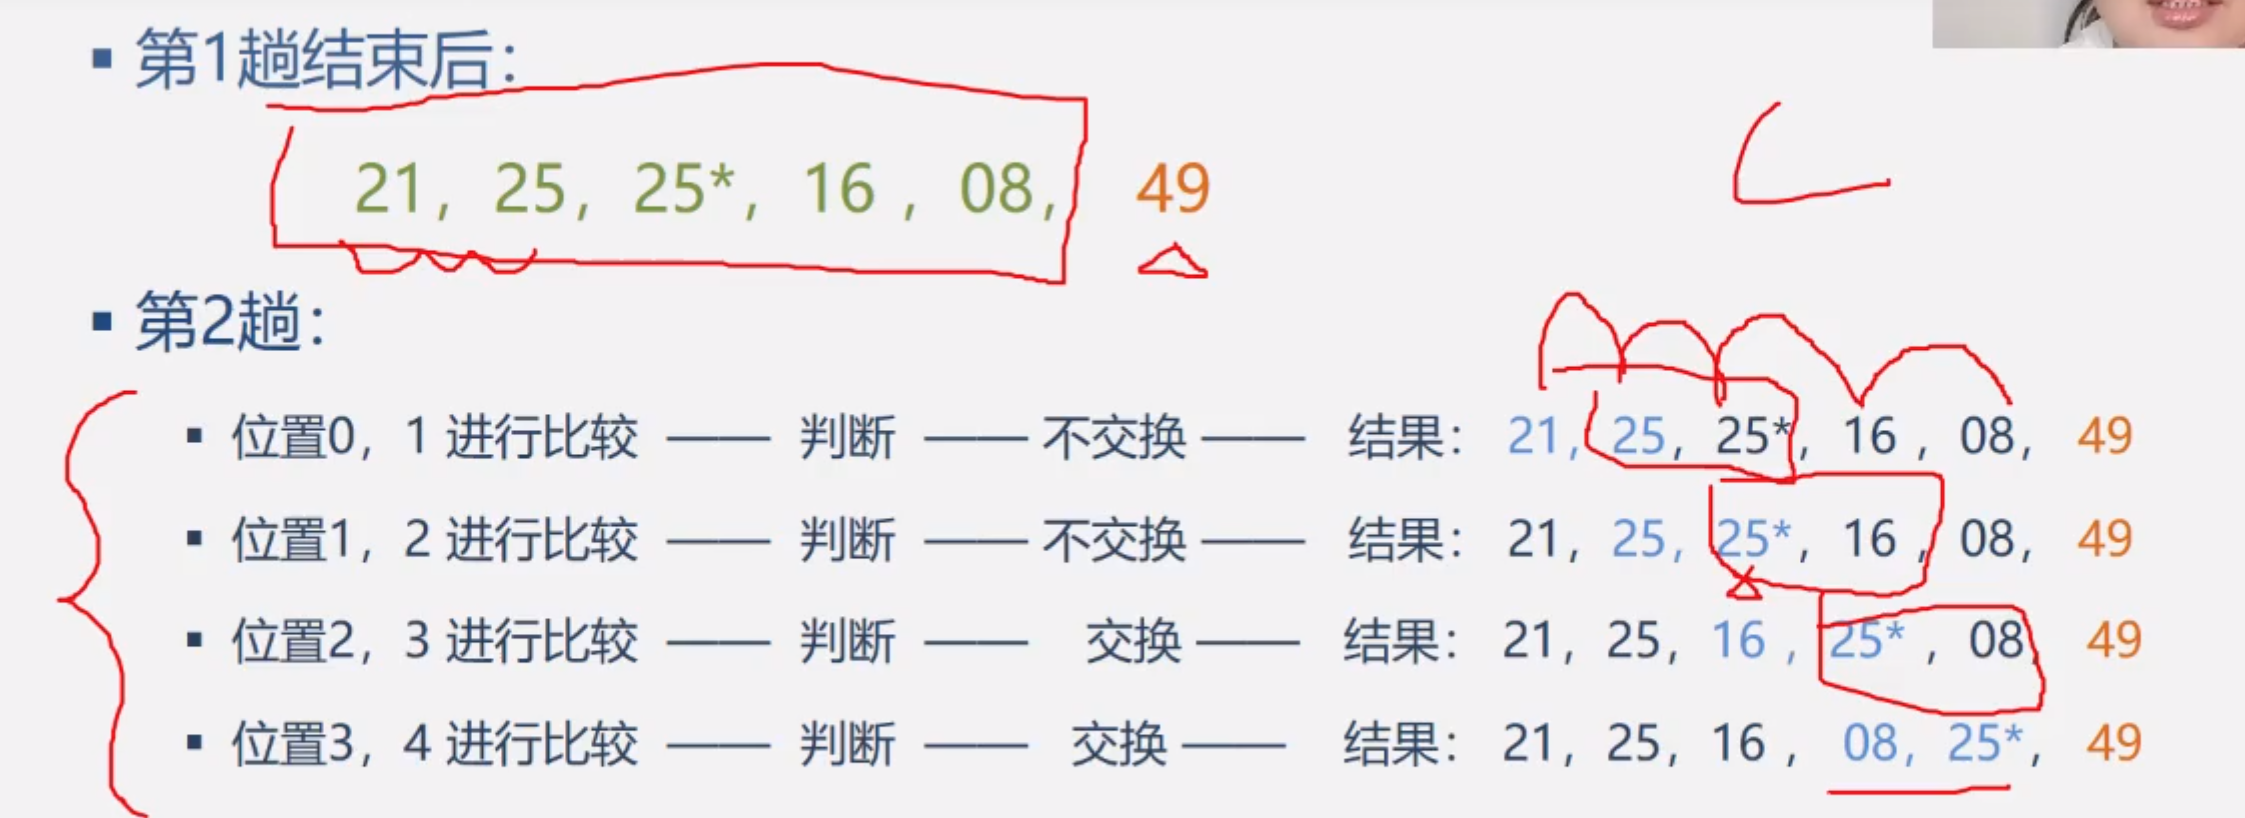 ▪ 第1趟结束后：
21, 25, 25*, 16 , 08, 49
▪ 第2趟：
▪ 位置0，1 进行比较 —— 判断 —— 不交换 —— 结果： 21, 25, 25*, 16 , 08, 49
▪ 位置1，2 进行比较 —— 判断 —— 不交换 —— 结果： 21, 25, 25*, 16 , 08, 49
▪ 位置2，3 进行比较 —— 判断 —— 交换 —— 结果： 21, 25, 16 , 25* , 08, 49
▪ 位置3，4 进行比较 —— 判断 —— 交换 —— 结果： 21, 25, 16 , 08, 25*, 49